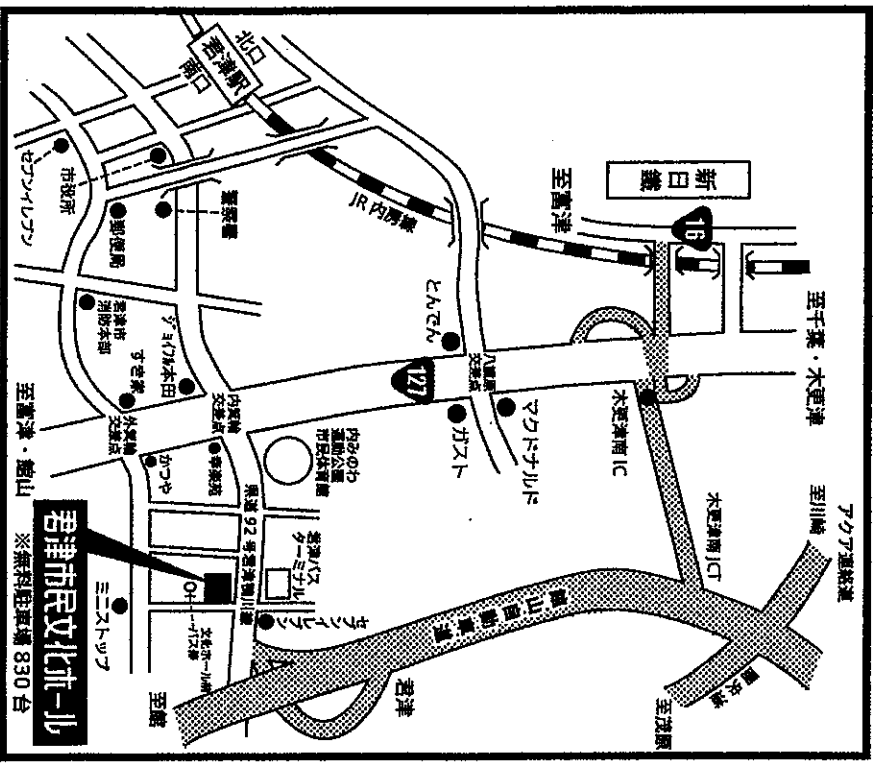 アクア連絡道
至川崎
至千葉・木更津
16
新日鐵
至富津
木更津南JCT
木更津南IC
圏央道
至茂原
館山自動車道
君津
JR内房線
北口
君津駅
南口
とんでん
八重原
交差点
マクドナルド
ガスト
127
内みのわ
運動公園
市民体育館
君津バス
ターミナル
セブンイレブン
県道92号君津鴨川線
警察署
郵便局
市役所
セブンイレブン
君津市
消防本部
ジョイフル本田
すき家
内箕輪
交差点
幸楽苑
外箕輪
交差点
かつや
文化ホール前
バス停
ミニストップ
至富津・館山
君津市民文化ホール
※無料駐車場830台